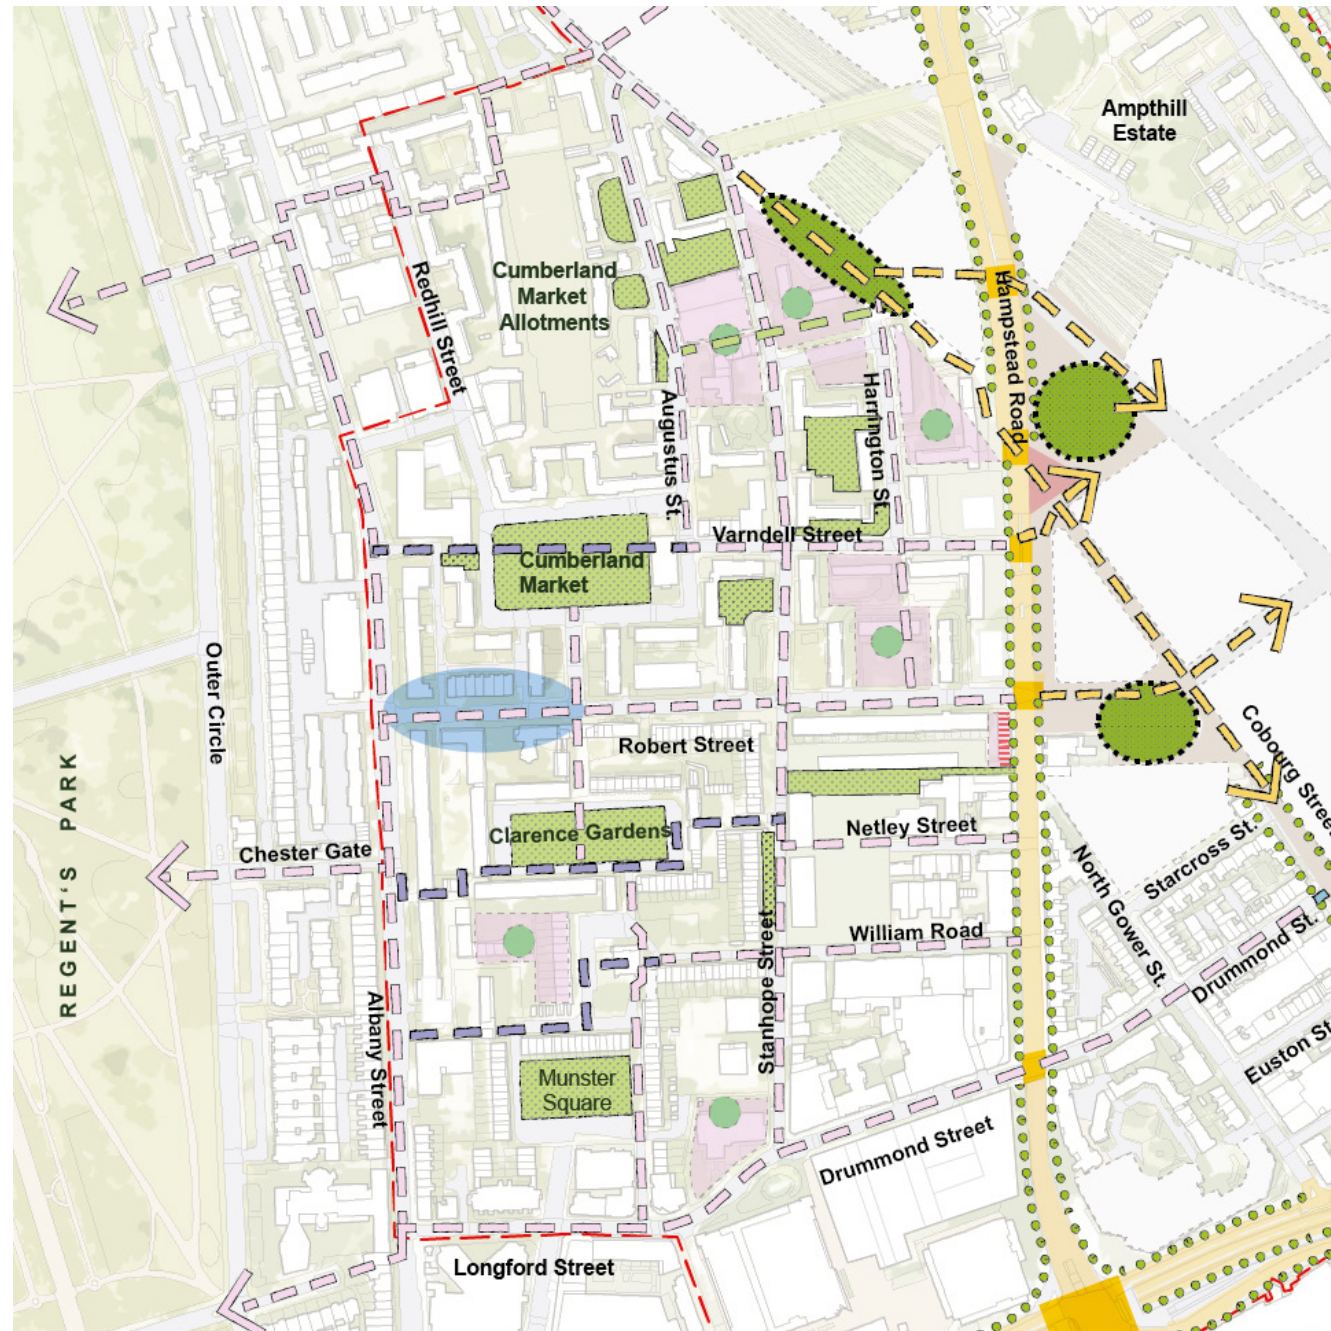 Ampthill
Estate
Cumberland
Market
Allotments
Redhill Street
Hampstead Road
Augustus St.
Harrington St.
Varndell Street
Cumberland
Market
Outer Circle
Robert Street
Cobourg Street
REGENT'S PARK
Clarence Gardens
Netley Street
Chester Gate
Starcross St.
North Gower St.
William Road
Drummond St.
Stanhope Street
Albany Street
Euston St
Munster
Square
Drummond Street
Longford Street